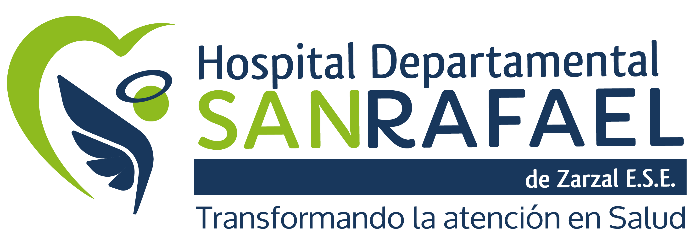 Hospital Departamental
SANRAFAEL
de Zarzal E.S.E.
Transformando la atención en Salud